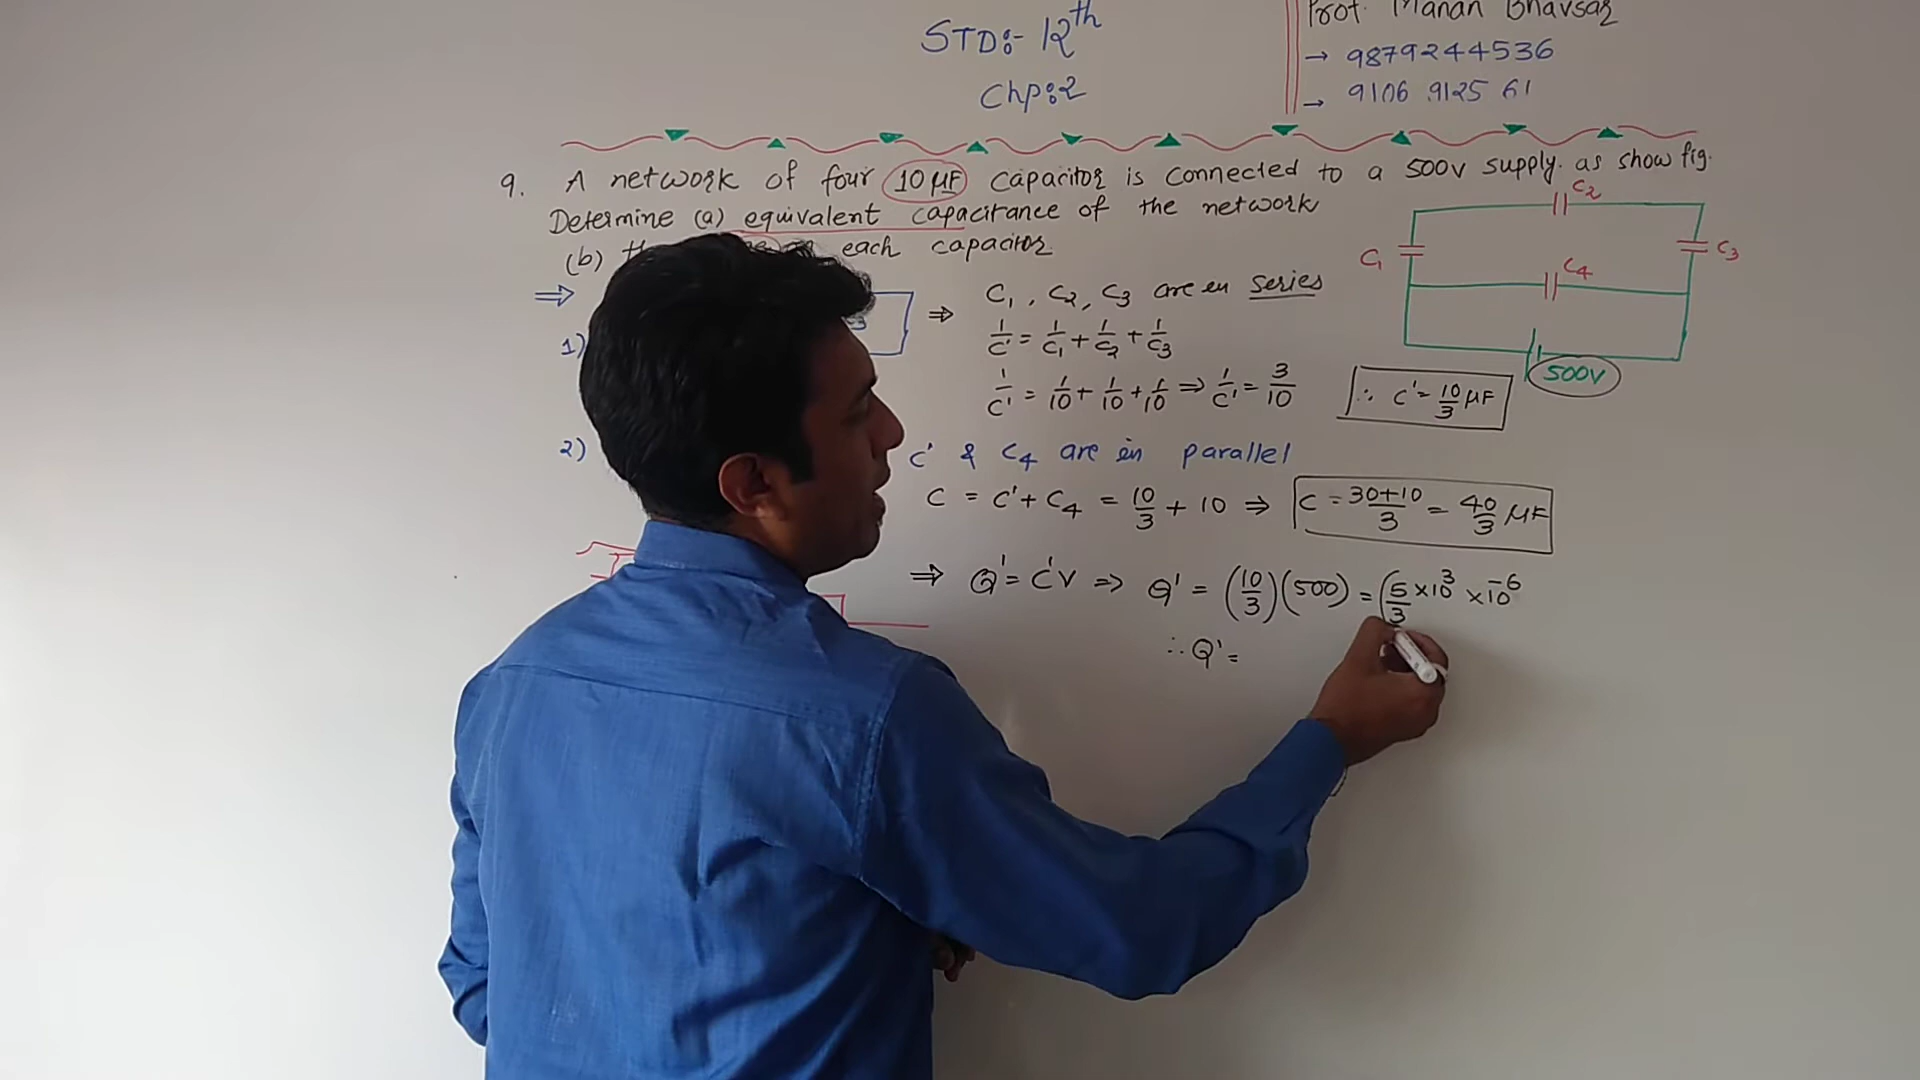 STD:- 12th
Chp:2
Prof. Manan Bhavsar
→ 9879244536
→ 9106 9125 61
9. A network of four 10 μF capacitor is connected to a 500V supply. as show fig.
Determine (a) equivalent capacitance of the network
(b) each capacitor
C1 C2 C3 C4
500V
⇒
1)
⇒ C1, C2, C3 are in series
1/C' = 1/C1 + 1/C2 + 1/C3
1/C' = 1/10 + 1/10 + 1/10 ⇒ 1/C' = 3/10 ∴ C' = 10/3 μF
2) C' & C4 are in parallel
C = C' + C4 = 10/3 + 10 ⇒ C = 30+10/3 = 40/3 μF
⇒ Q' = C'V ⇒ Q' = (10/3)(500) = (5/3 ×10³ ×10⁻⁶
∴ Q' =